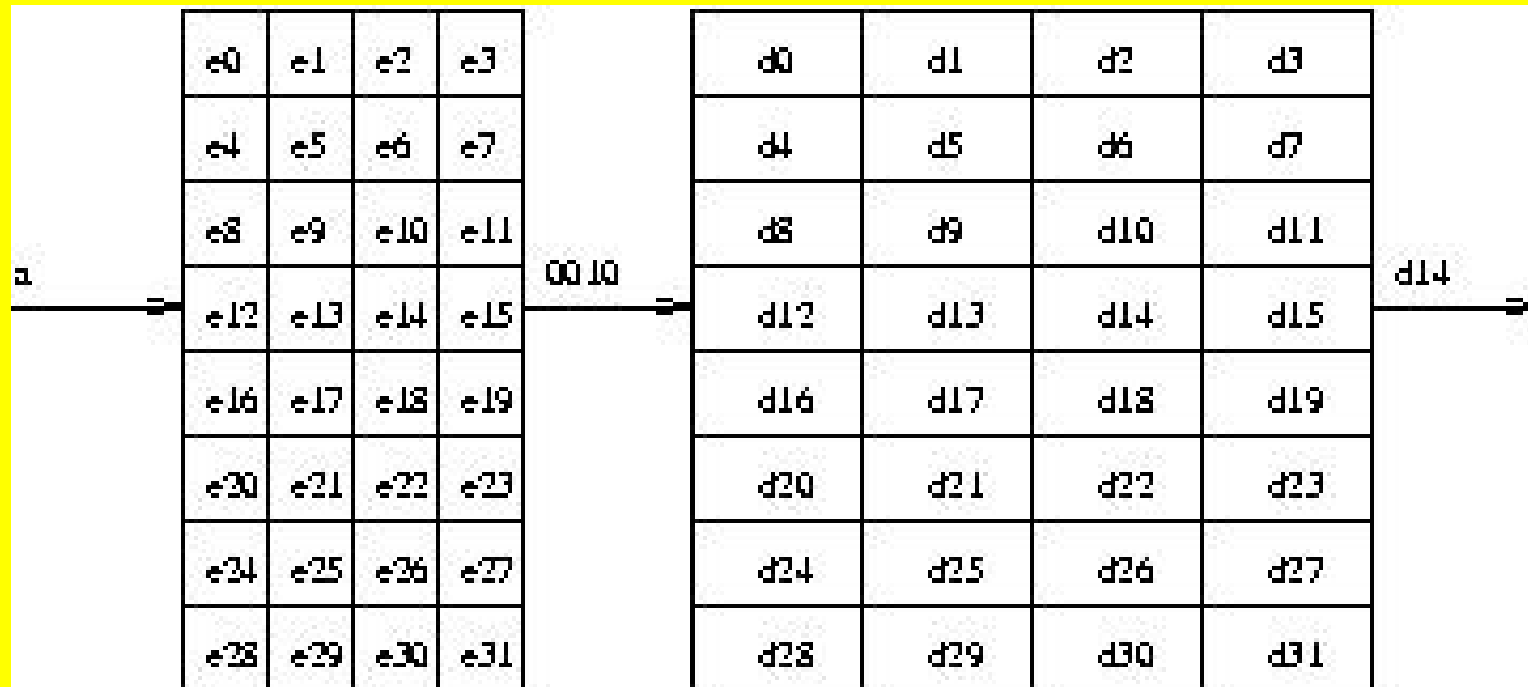 e0 e1 e2 e3 d0 d1 d2 d3
e4 e5 e6 e7 d4 d5 d6 d7
e8 e9 e10 e11 d8 d9 d10 d11
a 0010 d14
e12 e13 e14 e15 d12 d13 d14 d15
e16 e17 e18 e19 d16 d17 d18 d19
e20 e21 e22 e23 d20 d21 d22 d23
e24 e25 e26 e27 d24 d25 d26 d27
e28 e29 e30 e31 d28 d29 d30 d31